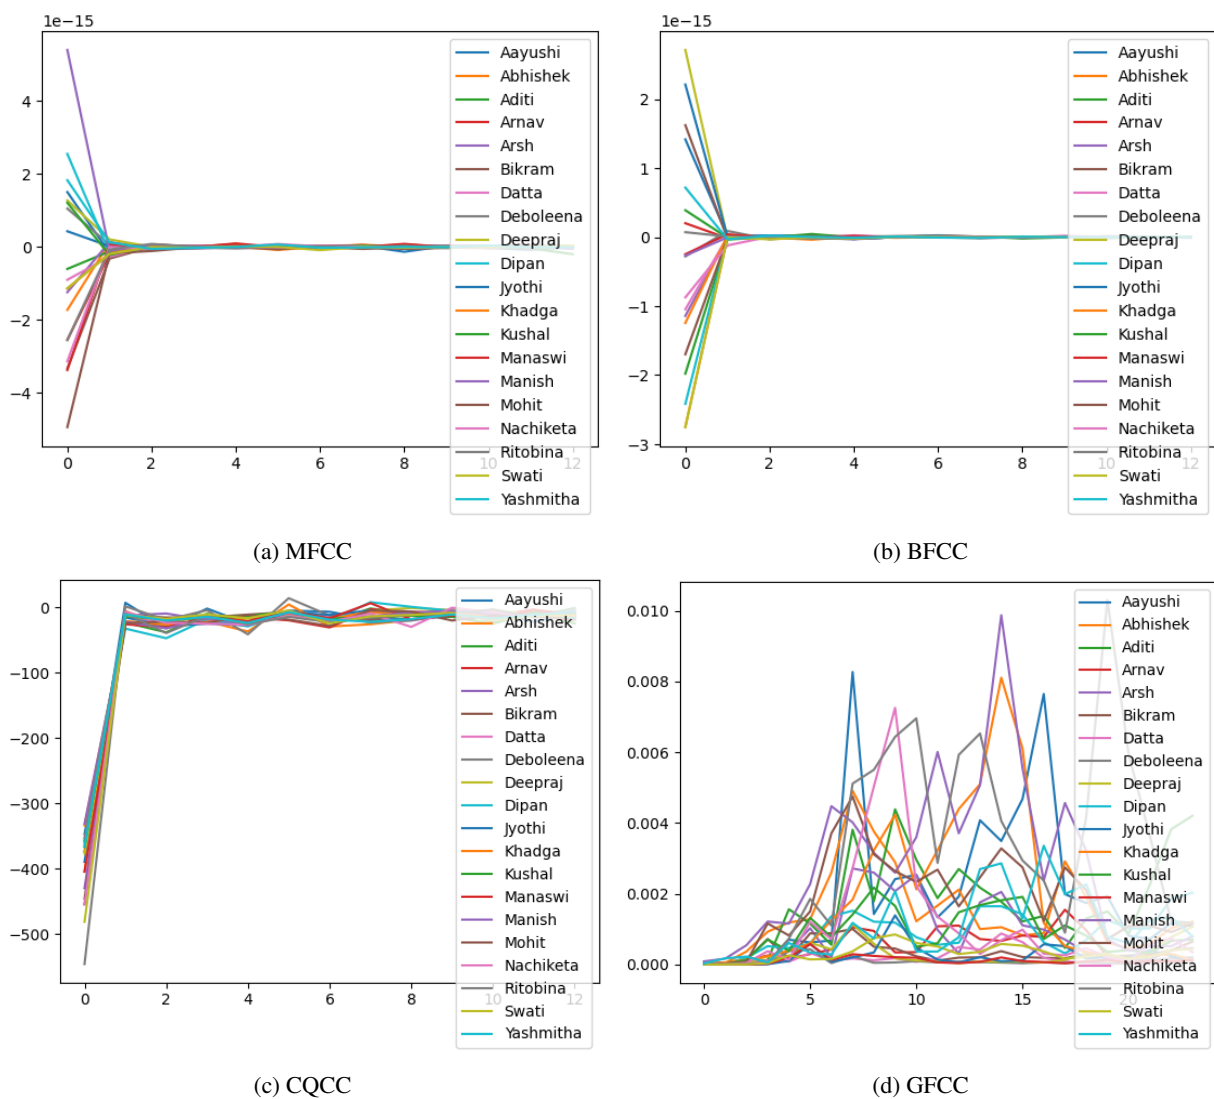 1e−15
4
2
0
−2
−4
0 2 4 6 8 10 12
Aayushi
Abhishek
Aditi
Arnav
Arsh
Bikram
Datta
Deboleena
Deepraj
Dipan
Jyothi
Khadga
Kushal
Manaswi
Manish
Mohit
Nachiketa
Ritobina
Swati
Yashmitha
(a) MFCC
1e−15
2
1
0
−1
−2
−3
0 2 4 6 8 10 12
Aayushi
Abhishek
Aditi
Arnav
Arsh
Bikram
Datta
Deboleena
Deepraj
Dipan
Jyothi
Khadga
Kushal
Manaswi
Manish
Mohit
Nachiketa
Ritobina
Swati
Yashmitha
(b) BFCC
0
−100
−200
−300
−400
−500
0 2 4 6 8 10 12
Aayushi
Abhishek
Aditi
Arnav
Arsh
Bikram
Datta
Deboleena
Deepraj
Dipan
Jyothi
Khadga
Kushal
Manaswi
Manish
Mohit
Nachiketa
Ritobina
Swati
Yashmitha
(c) CQCC
0.010
0.008
0.006
0.004
0.002
0.000
0 5 10 15 20
Aayushi
Abhishek
Aditi
Arnav
Arsh
Bikram
Datta
Deboleena
Deepraj
Dipan
Jyothi
Khadga
Kushal
Manaswi
Manish
Mohit
Nachiketa
Ritobina
Swati
Yashmitha
(d) GFCC